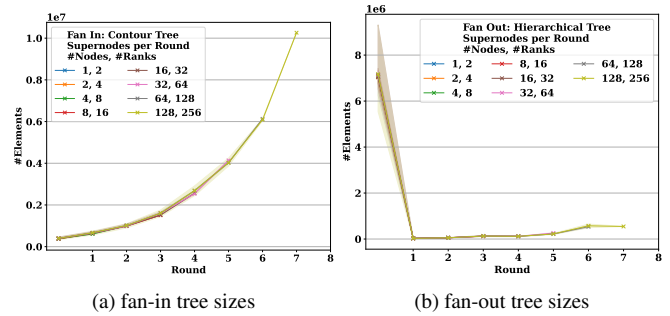 1e7
Fan In: Contour Tree
Supernodes per Round
#Nodes, #Ranks
1, 2
2, 4
4, 8
8, 16
16, 32
32, 64
64, 128
128, 256
#Elements
1.0
0.8
0.6
0.4
0.2
0.0
1 2 3 4 5 6 7 8
Round
(a) fan-in tree sizes
1e6
Fan Out: Hierarchical Tree
Supernodes per Round
#Nodes, #Ranks
1, 2
2, 4
4, 8
8, 16
16, 32
32, 64
64, 128
128, 256
#Elements
8
6
4
2
0
1 2 3 4 5 6 7 8
Round
(b) fan-out tree sizes